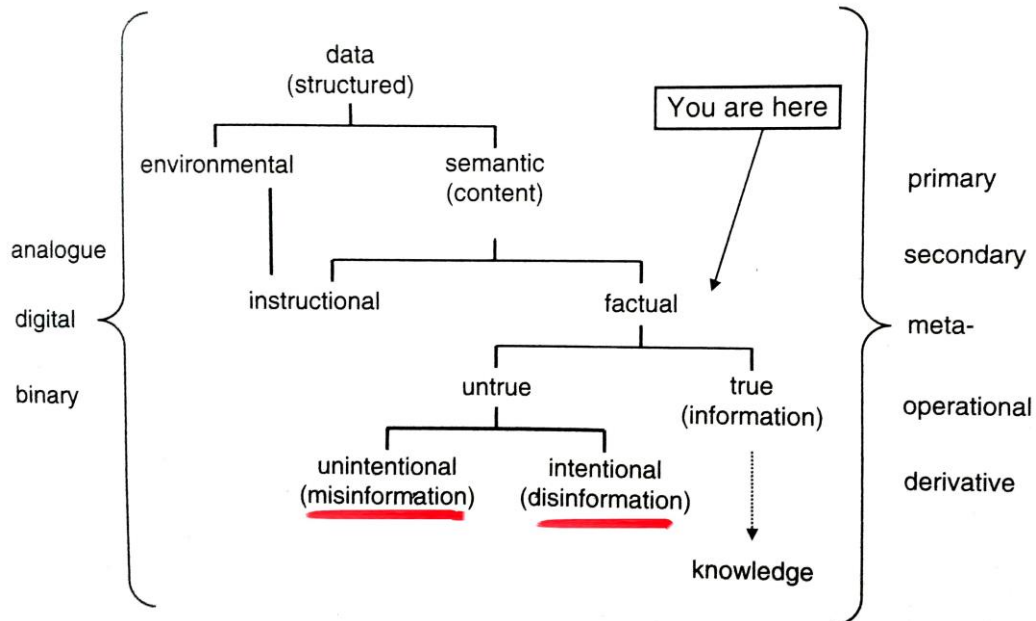 data
(structured)
You are here
environmental
semantic
(content)
primary
analogue
secondary
instructional
factual
digital
meta-
untrue
true
(information)
binary
operational
unintentional
(misinformation)
intentional
(disinformation)
derivative
knowledge